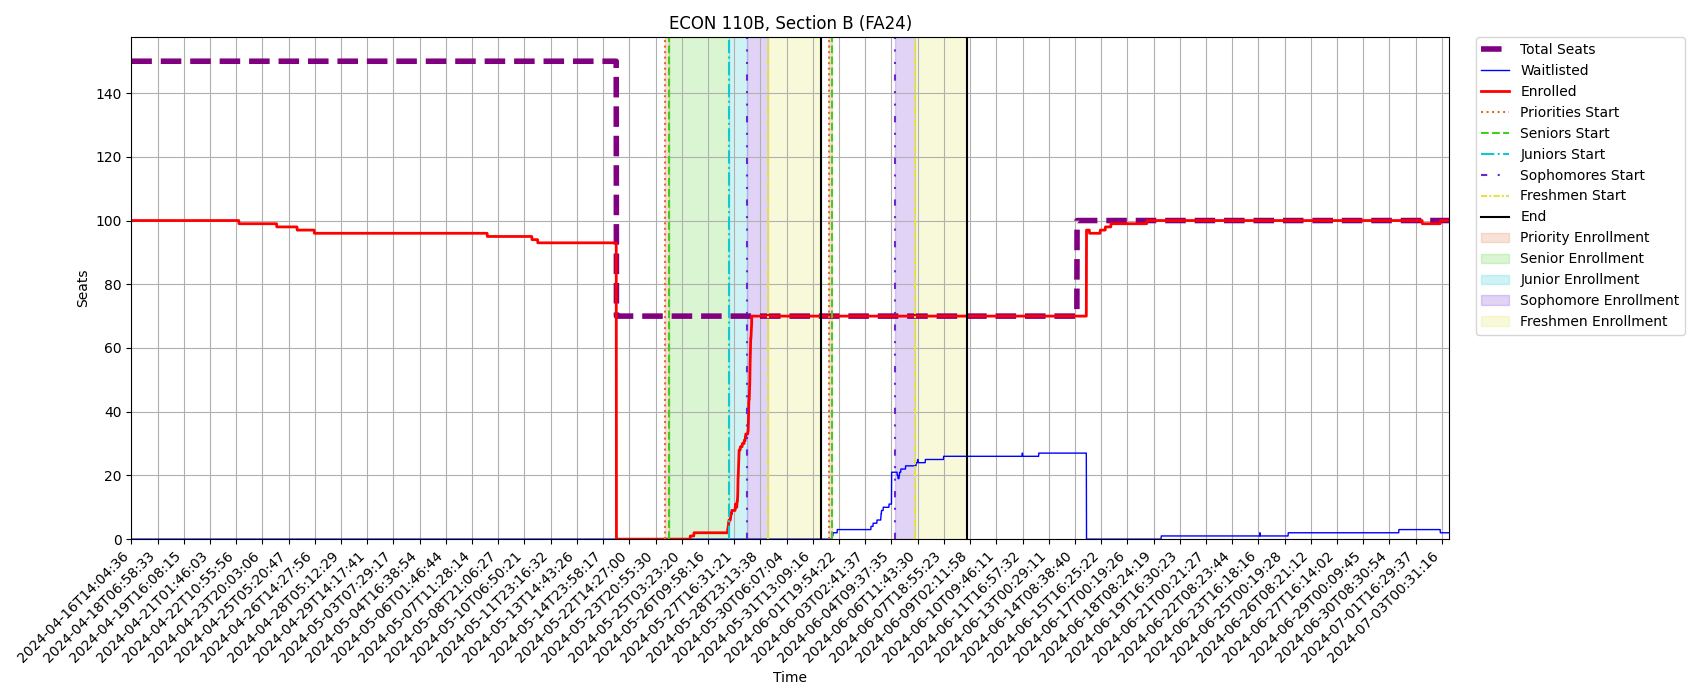 ECON 110B, Section B (FA24)
Total Seats
Waitlisted
Enrolled
Priorities Start
Seniors Start
Juniors Start
Sophomores Start
Freshmen Start
End
Priority Enrollment
Senior Enrollment
Junior Enrollment
Sophomore Enrollment
Freshmen Enrollment
Seats
140
120
100
80
60
40
20
0
2024-04-16T14:04:36
2024-04-18T06:58:33
2024-04-19T16:08:15
2024-04-21T01:46:03
2024-04-22T10:55:56
2024-04-23T20:03:06
2024-04-25T05:20:47
2024-04-26T14:27:56
2024-04-28T05:12:29
2024-04-29T14:17:41
2024-05-03T07:29:17
2024-05-04T16:38:54
2024-05-06T01:46:44
2024-05-07T11:28:14
2024-05-08T21:06:27
2024-05-10T06:50:21
2024-05-11T23:16:32
2024-05-13T14:43:26
2024-05-14T23:58:17
2024-05-22T14:27:00
2024-05-23T20:55:30
2024-05-25T03:23:20
2024-05-26T09:58:16
2024-05-27T16:31:21
2024-05-28T23:13:38
2024-05-30T06:07:04
2024-05-31T13:09:16
2024-06-01T19:54:22
2024-06-03T02:41:37
2024-06-04T09:37:35
2024-06-06T11:43:30
2024-06-07T18:55:23
2024-06-09T02:11:58
2024-06-10T09:46:11
2024-06-11T16:57:32
2024-06-13T00:29:11
2024-06-14T08:38:40
2024-06-15T16:25:22
2024-06-17T00:19:26
2024-06-18T08:24:19
2024-06-19T16:30:23
2024-06-21T00:21:27
2024-06-22T08:23:44
2024-06-23T16:18:16
2024-06-25T00:19:28
2024-06-26T08:21:12
2024-06-27T16:14:02
2024-06-29T00:09:45
2024-06-30T08:30:54
2024-07-01T16:29:37
2024-07-03T00:31:16
Time